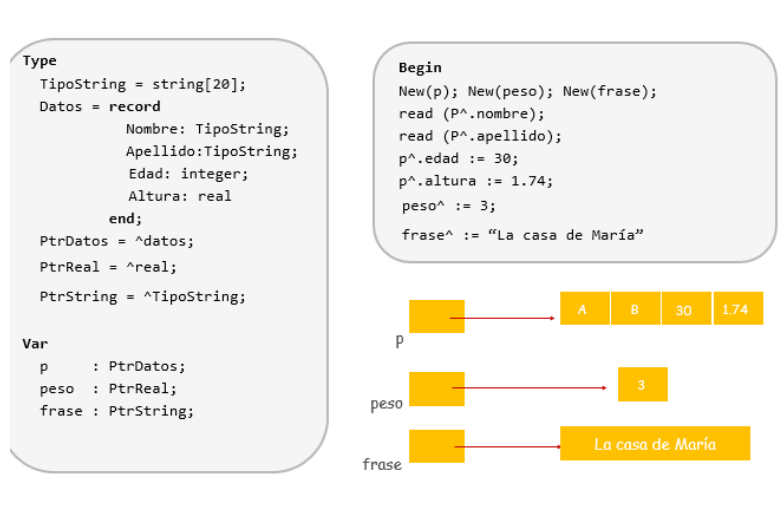 Type
TipoString = string[20];
Datos = record
Nombre: TipoString;
Apellido:TipoString;
Edad: integer;
Altura: real
end;
PtrDatos = ^datos;
PtrReal = ^real;
PtrString = ^TipoString;
Var
p : PtrDatos;
peso : PtrReal;
frase : PtrString;
Begin
New(p); New(peso); New(frase);
read (P^.nombre);
read (P^.apellido);
p^.edad := 30;
p^.altura := 1.74;
peso^ := 3;
frase^ := “La casa de María”
A B 30 1.74
p
3
peso
La casa de María
frase